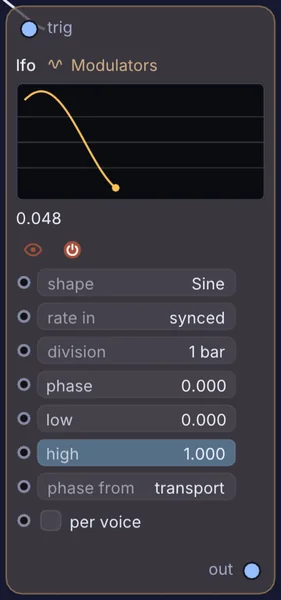 trig
lfo Modulators
0.048
shape Sine
rate in synced
division 1 bar
phase 0.000
low 0.000
high 1.000
phase from transport
per voice
out